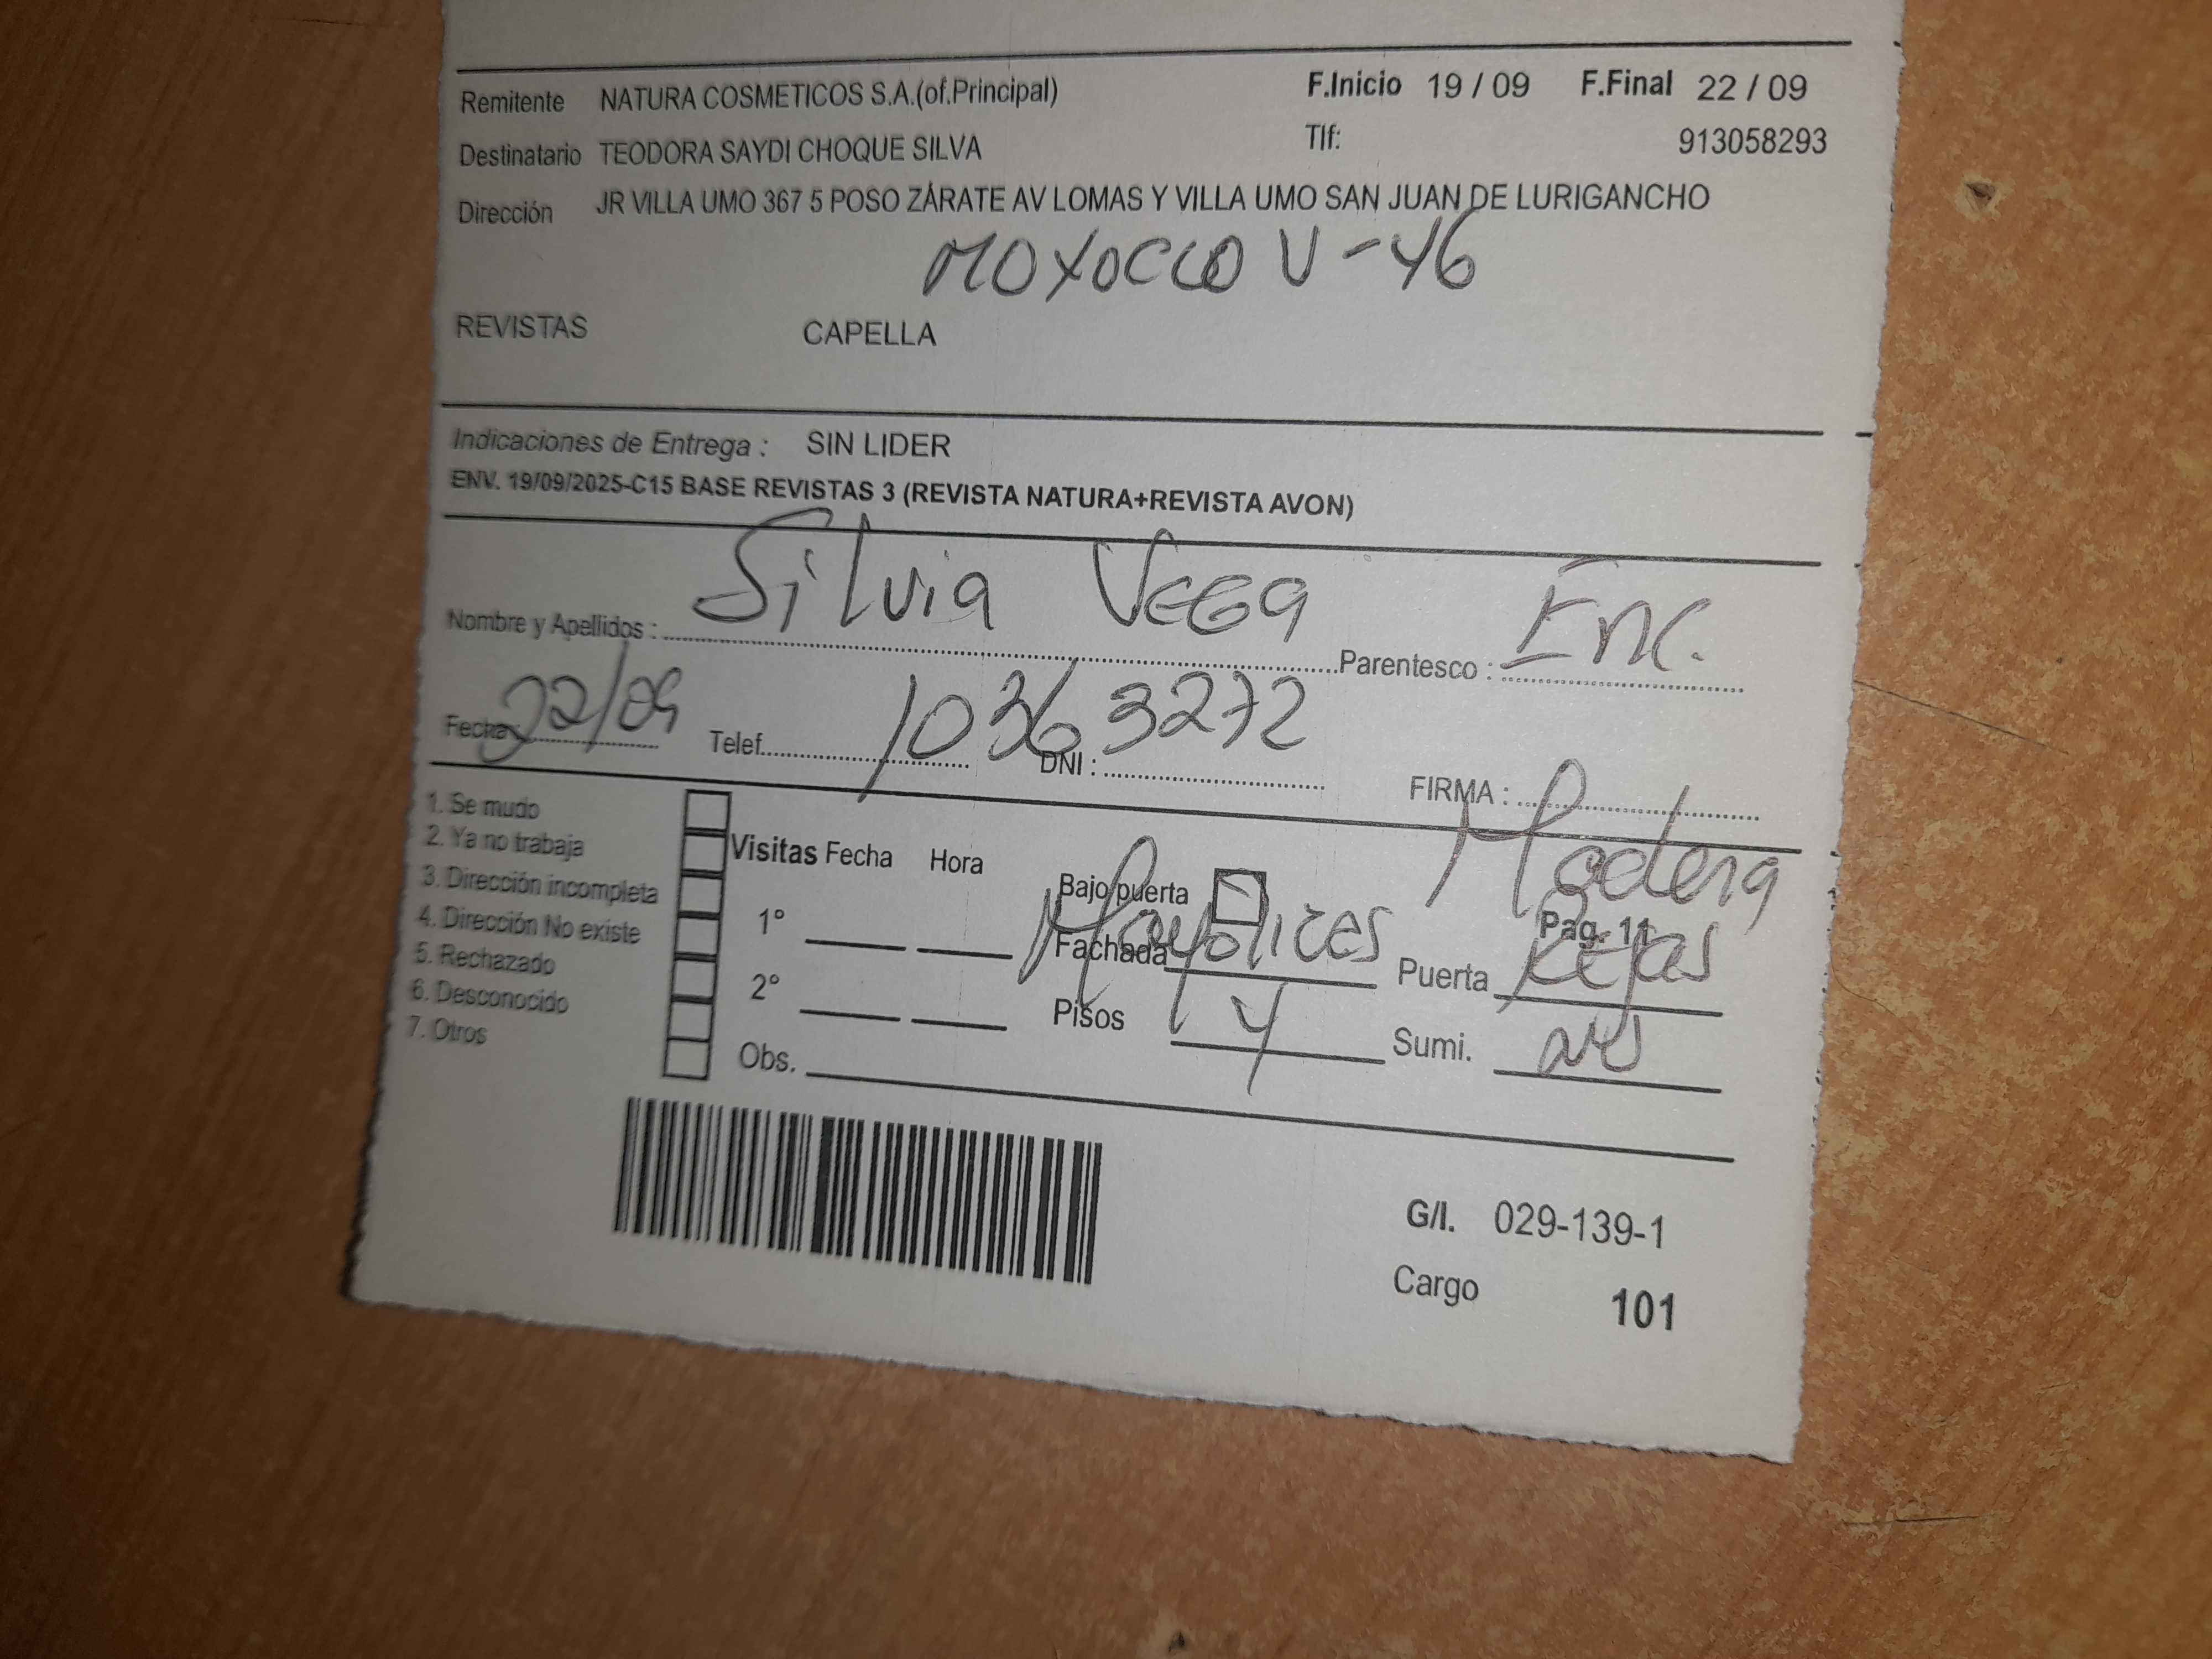 Remitente NATURA COSMETICOS S.A.(of.Principal) F.Inicio 19 / 09 F.Final 22 / 09
Destinatario TEODORA SAYDI CHOQUE SILVA Tlf: 913058293
Dirección JR VILLA UMO 367 5 POSO ZÁRATE AV LOMAS Y VILLA UMO SAN JUAN DE LURIGANCHO
V-46
REVISTAS CAPELLA
Indicaciones de Entrega : SIN LIDER
ENV. 19/09/2025-C15 BASE REVISTAS 3 (REVISTA NATURA+REVISTA AVON)
Nombre y Apellidos : Silvia Vega Parentesco : Enc.
Fecha: 22/09 Telef. DNI : 10363272 FIRMA :
1. Se mudo
2. Ya no trabaja
3. Dirección incompleta
4. Dirección No existe
5. Rechazado
6. Desconocido
7. Otros
Visitas Fecha Hora
1°
2°
Obs.
Bajo puerta Madera
Pag. 11
Fachada Mayolicas Puerta Rejas
Pisos 4 Sumi.
G/I. 029-139-1
Cargo 101